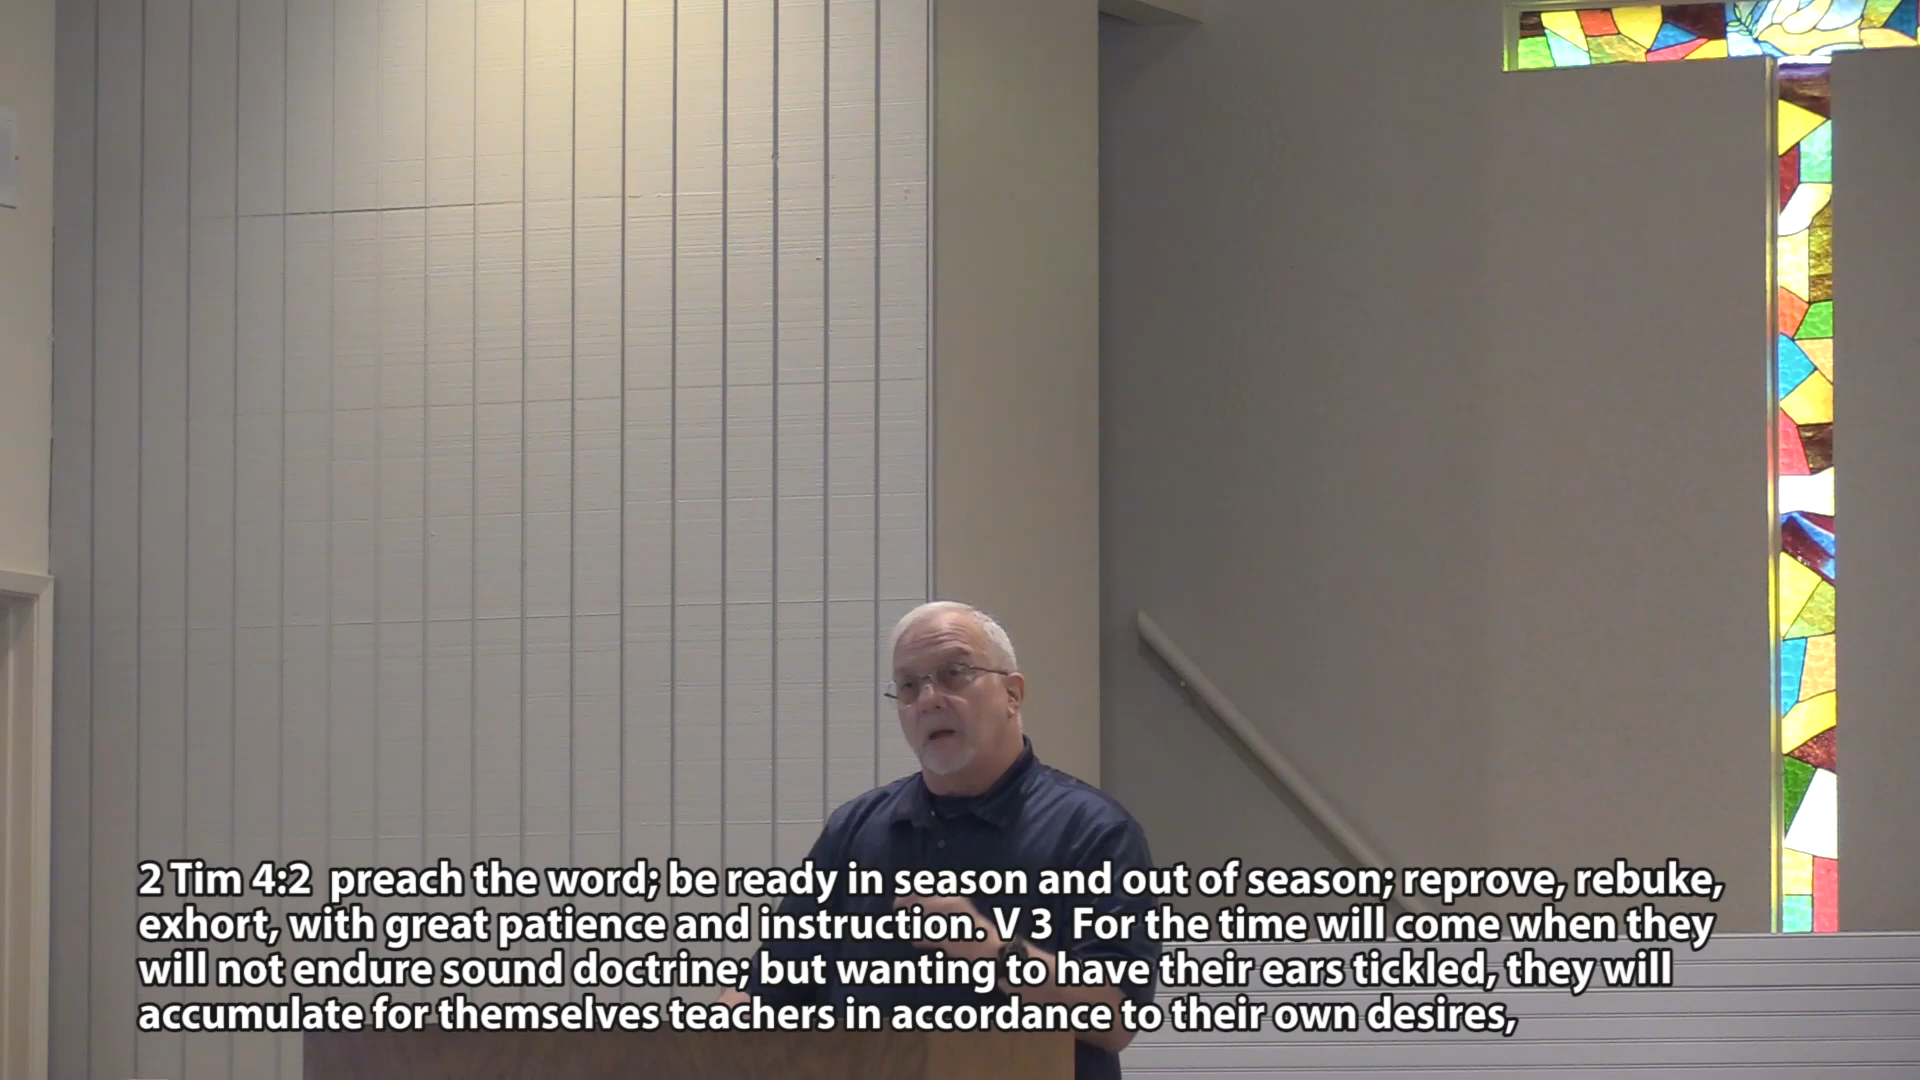 2 Tim 4:2  preach the word; be ready in season and out of season; reprove, rebuke,
exhort, with great patience and instruction. V 3  For the time will come when they
will not endure sound doctrine; but wanting to have their ears tickled, they will
accumulate for themselves teachers in accordance to their own desires,